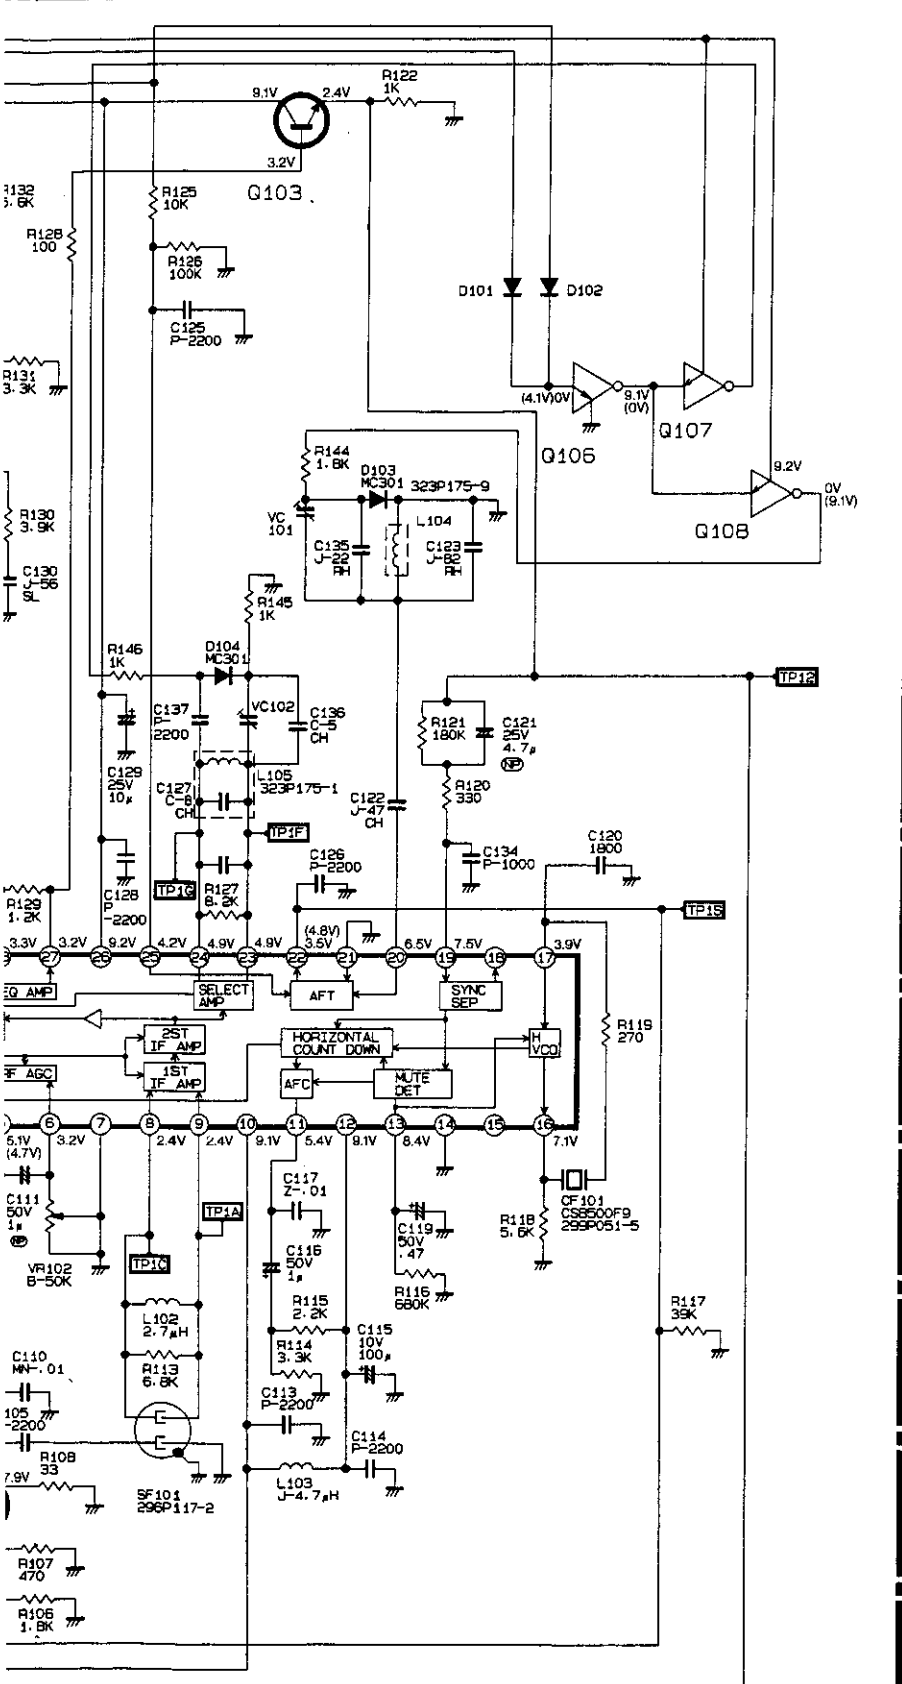 R122
1K
9.1V
2.4V
3.2V
Q103
R132
R125
10K
R128
100
R126
100K
C125
P-2200
D101
D102
R131
3.3K
(4.1V)0V
9.1V
(0V)
Q106
Q107
9.2V
0V
(9.1V)
Q108
R144
1.8K
D103
MC301
323P175-9
VC
101
L104
C135
J-22
RH
C123
J-82
RH
R130
3.9K
C130
J-56
SL
R145
1K
R146
1K
D104
MC301
TP12
C137
P-
2200
VC102
C136
C-5
CH
R121
180K
C121
25V
4.7μ
NP
C129
25V
10μ
C127
C-8
CH
L105
323P175-1
R120
330
C122
J-47
CH
TP1F
C134
P-1000
C120
1800
C126
P-2200
TP1G
R129
1.2K
C128
P
-2200
R127
8.2K
TP15
3.3V
3.2V
9.2V
4.2V
4.9V
4.9V
(4.8V)
3.5V
6.5V
7.5V
3.9V
27
26
25
24
23
22
21
20
19
18
17
EQ AMP
SELECT
AMP
AFT
SYNC
SEP
2ST
IF AMP
HORIZONTAL
COUNT DOWN
H
VCO
R119
270
RF AGC
1ST
IF AMP
AFC
MUTE
DET
6
7
8
9
10
11
12
13
14
15
16
5.1V
(4.7V)
3.2V
2.4V
2.4V
9.1V
5.4V
9.1V
8.4V
7.1V
C111
50V
1μ
NP
C117
Z-.01
TP1A
CF101
CSB500F9
299P051-5
R118
5.6K
C119
50V
.47
VR102
B-50K
TP1C
C116
50V
1μ
R116
680K
R115
2.2K
R117
39K
L102
2.7μH
R114
3.3K
C115
10V
100μ
C110
MN-.01
R113
6.8K
C113
P-2200
105
-2200
C114
P-2200
R108
33
7.9V
SF101
296P117-2
L103
J-4.7μH
R107
470
R106
1.8K